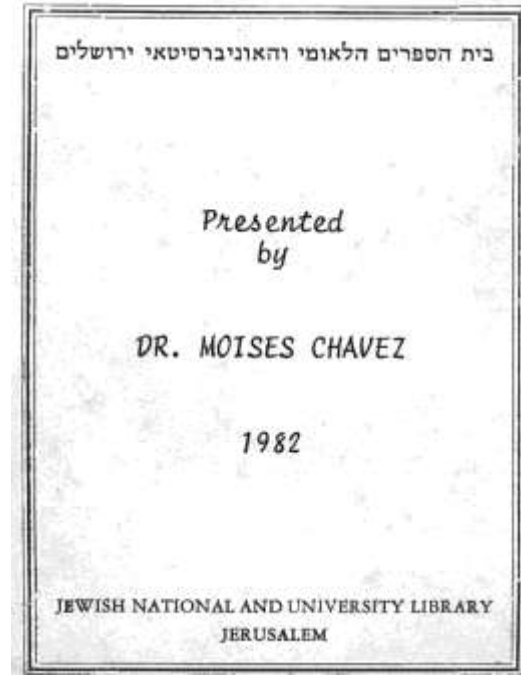 בית הספרים הלאומי והאוניברסיטאי ירושלים
Presented
by
DR. MOISES CHAVEZ
1982
JEWISH NATIONAL AND UNIVERSITY LIBRARY
JERUSALEM